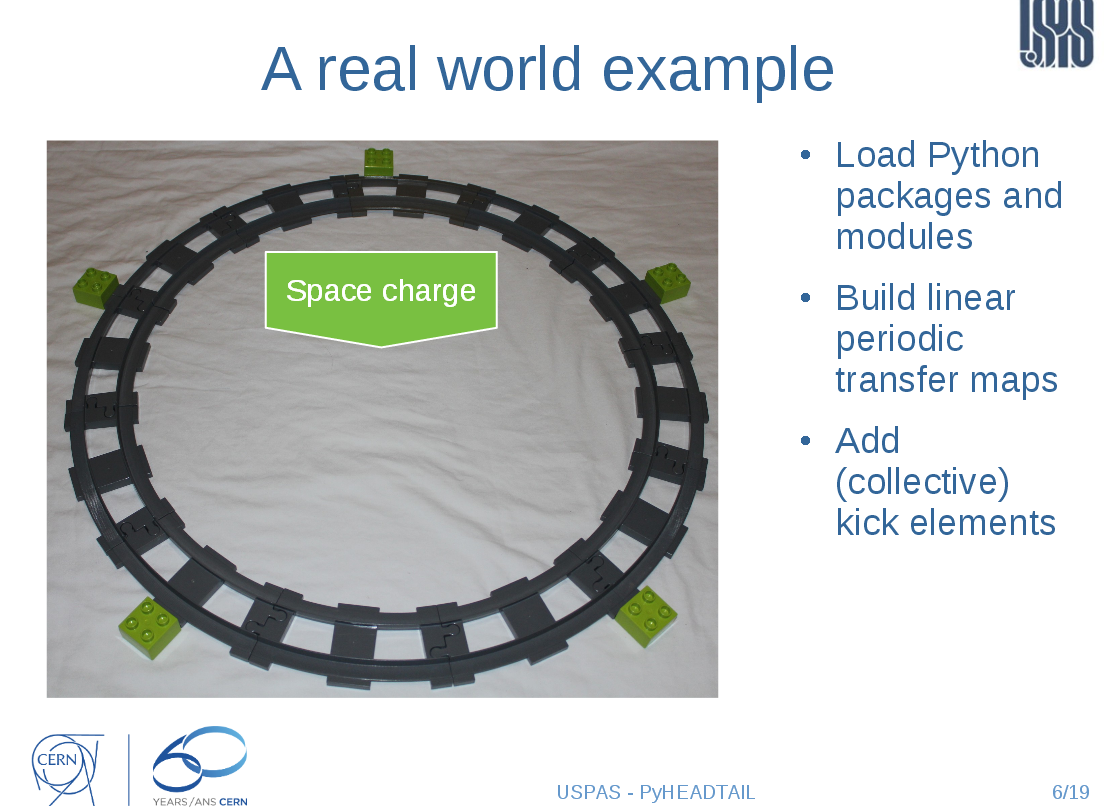 A real world example
Space charge
• Load Python
packages and
modules
• Build linear
periodic
transfer maps
• Add
(collective)
kick elements
CERN
60
YEARS/ANS CERN
USPAS - PyHEADTAIL
6/19